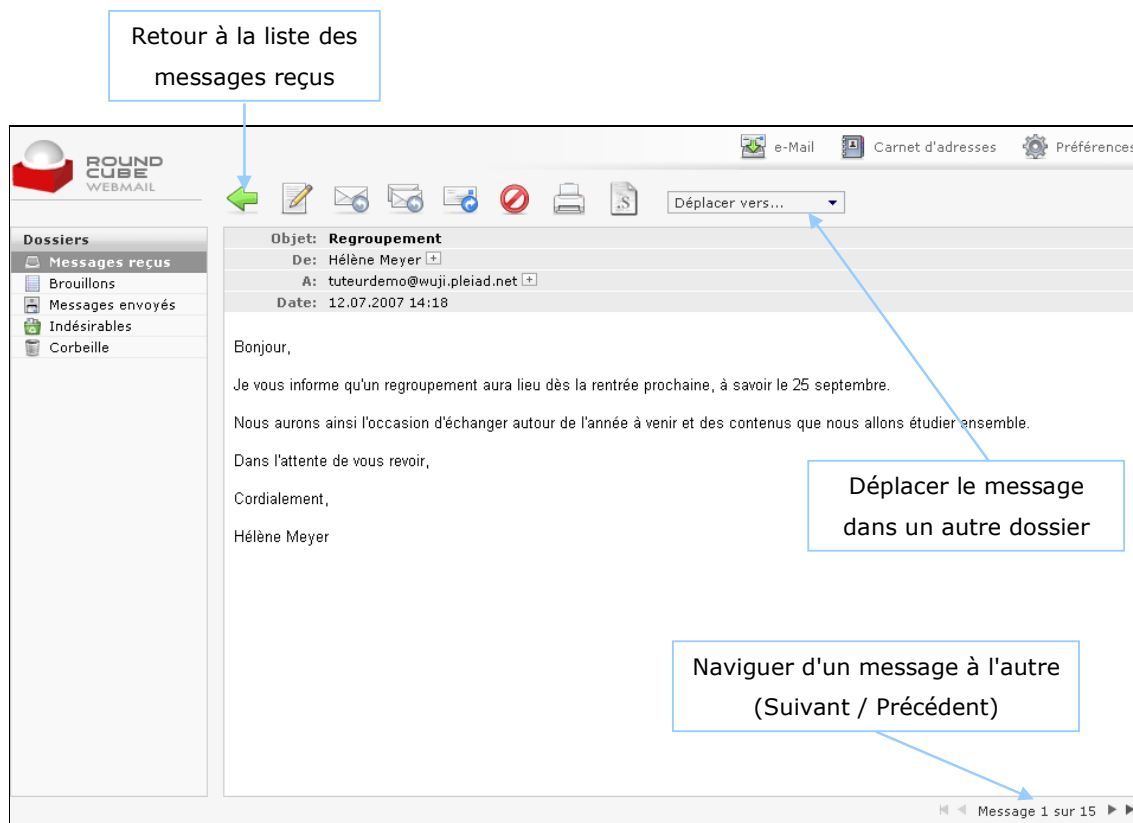 Retour à la liste des
messages reçus
ROUND
CUBE
WEBMAIL
e-Mail
Carnet d'adresses
Préférences
Déplacer vers...
Dossiers
Messages reçus
Brouillons
Messages envoyés
Indésirables
Corbeille
Objet: Regroupement
De: Hélène Meyer
A: tuteurdemo@wuji.pleiad.net
Date: 12.07.2007 14:18
Bonjour,
Je vous informe qu'un regroupement aura lieu dès la rentrée prochaine, à savoir le 25 septembre.
Nous aurons ainsi l'occasion d'échanger autour de l'année à venir et des contenus que nous allons étudier ensemble.
Dans l'attente de vous revoir,
Cordialement,
Hélène Meyer
Déplacer le message
dans un autre dossier
Naviguer d'un message à l'autre
(Suivant / Précédent)
Message 1 sur 15